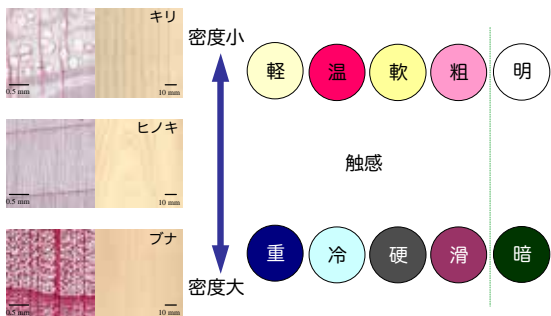 キリ
0.5 mm
10 mm
ヒノキ
0.5 mm
10 mm
ブナ
0.5 mm
10 mm
密度小
密度大
軽 温 軟 粗 明
触感
重 冷 硬 滑 暗